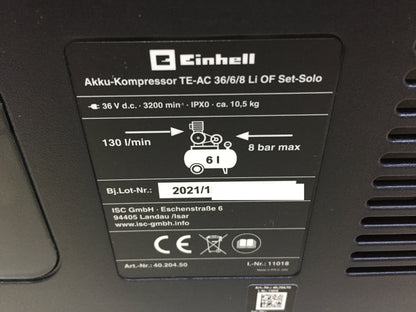 Einhell
Akku-Kompressor TE-AC 36/6/8 Li OF Set-Solo
36 V d.c. · 3200 min⁻¹ · IPX0 · ca. 10,5 kg
130 l/min
8 bar max
6 l
Bj.Lot-Nr.: 2021/1
ISC GmbH · Eschenstraße 6
94405 Landau /Isar
www.isc-gmbh.info
CE
Art.-Nr.: 40.204.50
I.-Nr.: 11018